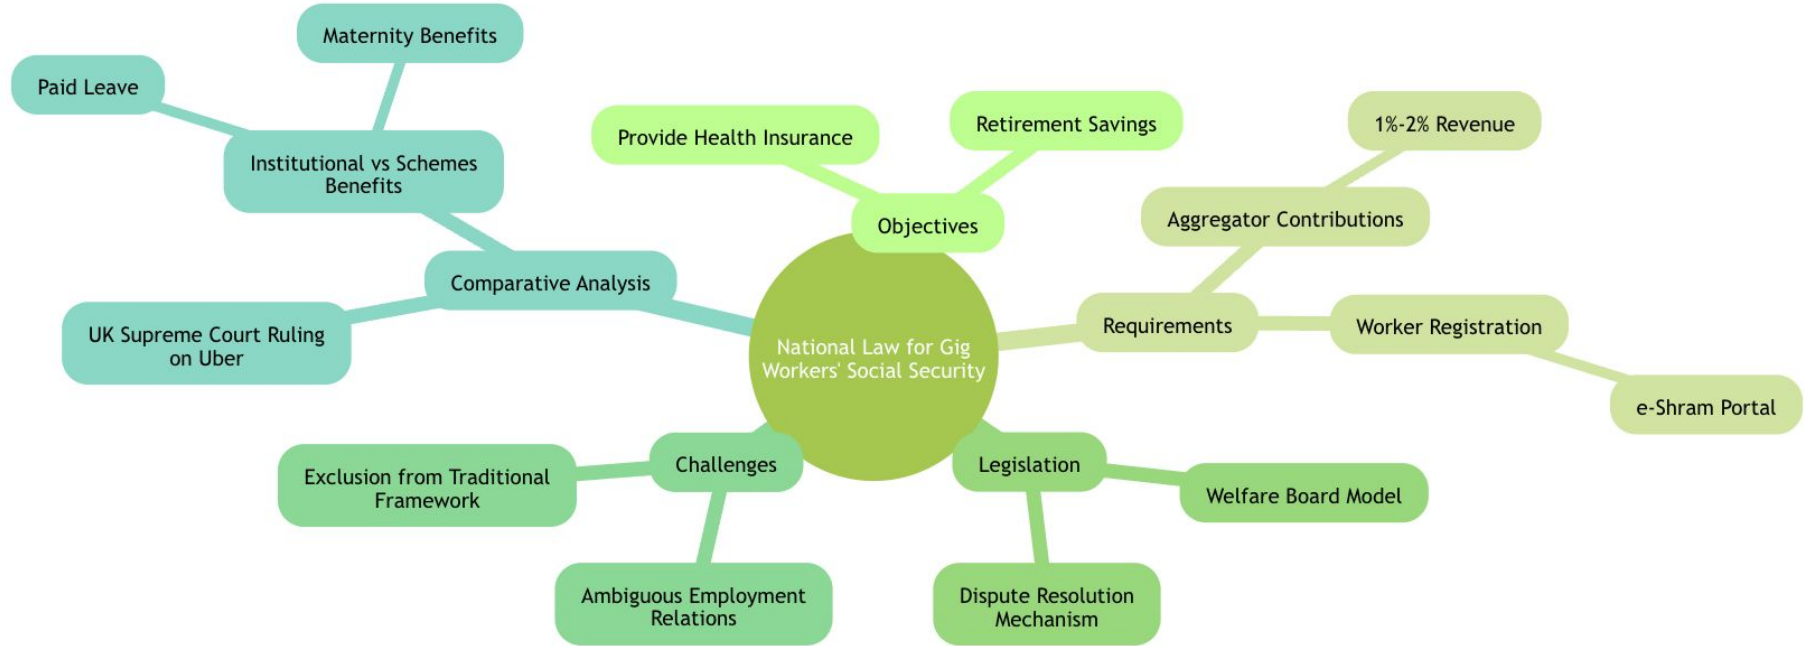 Maternity Benefits
Paid Leave
Institutional vs Schemes
Benefits
Comparative Analysis
UK Supreme Court Ruling
on Uber
Provide Health Insurance
Retirement Savings
Objectives
1%-2% Revenue
Aggregator Contributions
Requirements
Worker Registration
e-Shram Portal
National Law for Gig
Workers' Social Security
Challenges
Exclusion from Traditional
Framework
Ambiguous Employment
Relations
Legislation
Welfare Board Model
Dispute Resolution
Mechanism